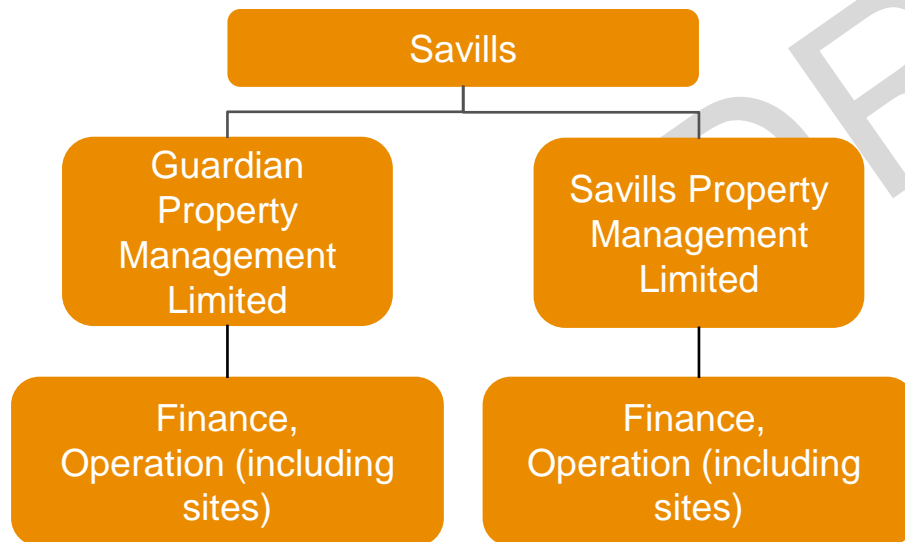 Savills
Guardian
Property
Management
Limited
Savills Property
Management
Limited
Finance,
Operation (including
sites)
Finance,
Operation (including
sites)